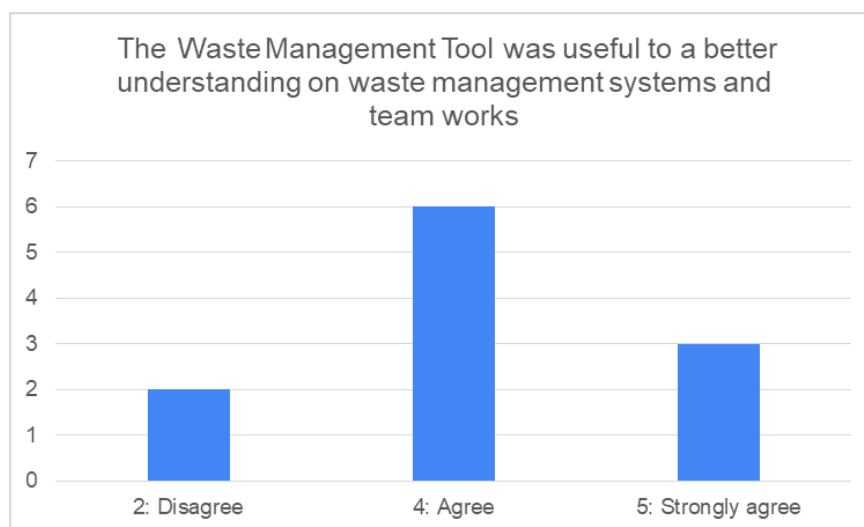 The Waste Management Tool was useful to a better
understanding on waste management systems and
team works
7
6
5
4
3
2
1
0
2: Disagree
4: Agree
5: Strongly agree